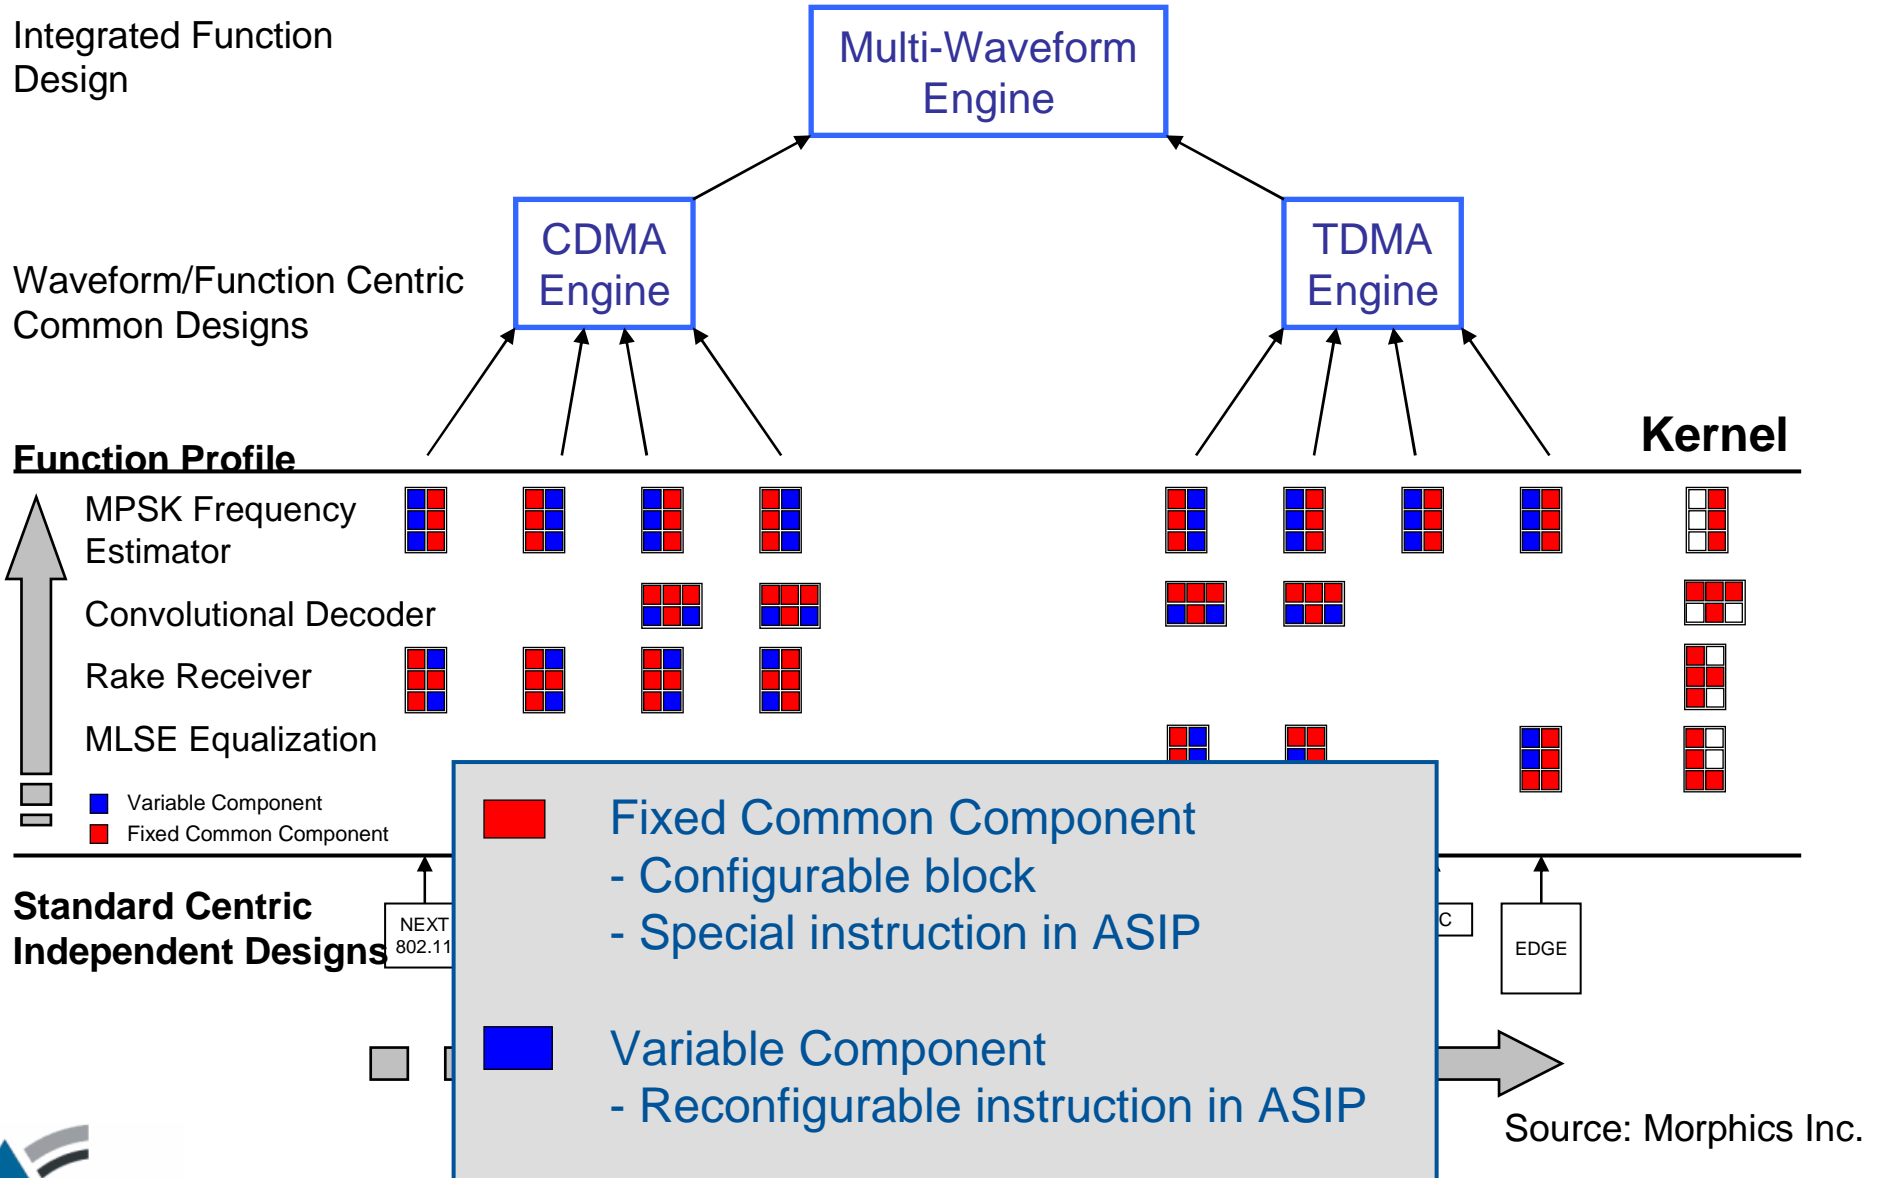 Integrated Function
Design
Multi-Waveform
Engine
CDMA
Engine
TDMA
Engine
Waveform/Function Centric
Common Designs
Kernel
Function Profile
MPSK Frequency
Estimator
Convolutional Decoder
Rake Receiver
MLSE Equalization
Variable Component
Fixed Common Component
Fixed Common Component
- Configurable block
- Special instruction in ASIP
Variable Component
- Reconfigurable instruction in ASIP
Standard Centric
Independent Designs
NEXT
802.11
C
EDGE
Source: Morphics Inc.